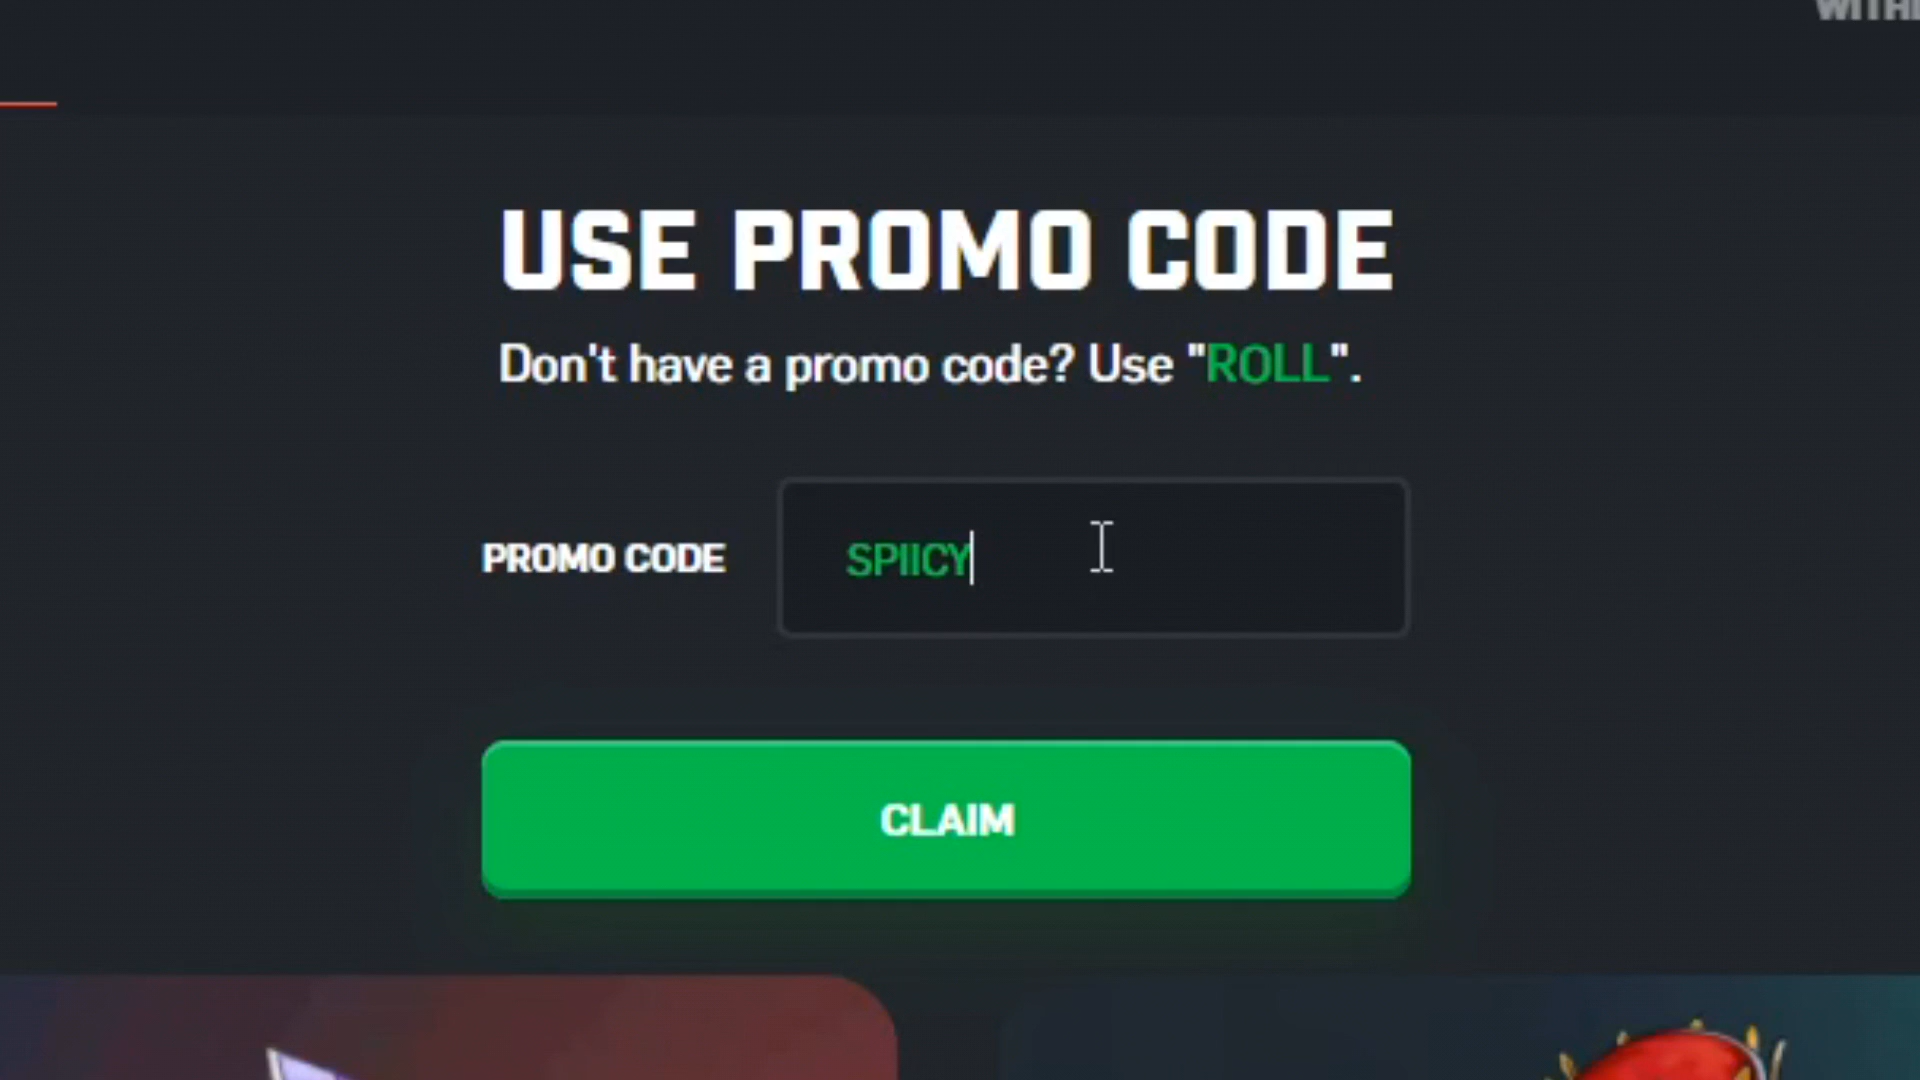 USE PROMO CODE
Don't have a promo code? Use "ROLL".
PROMO CODE
SPIICY
CLAIM